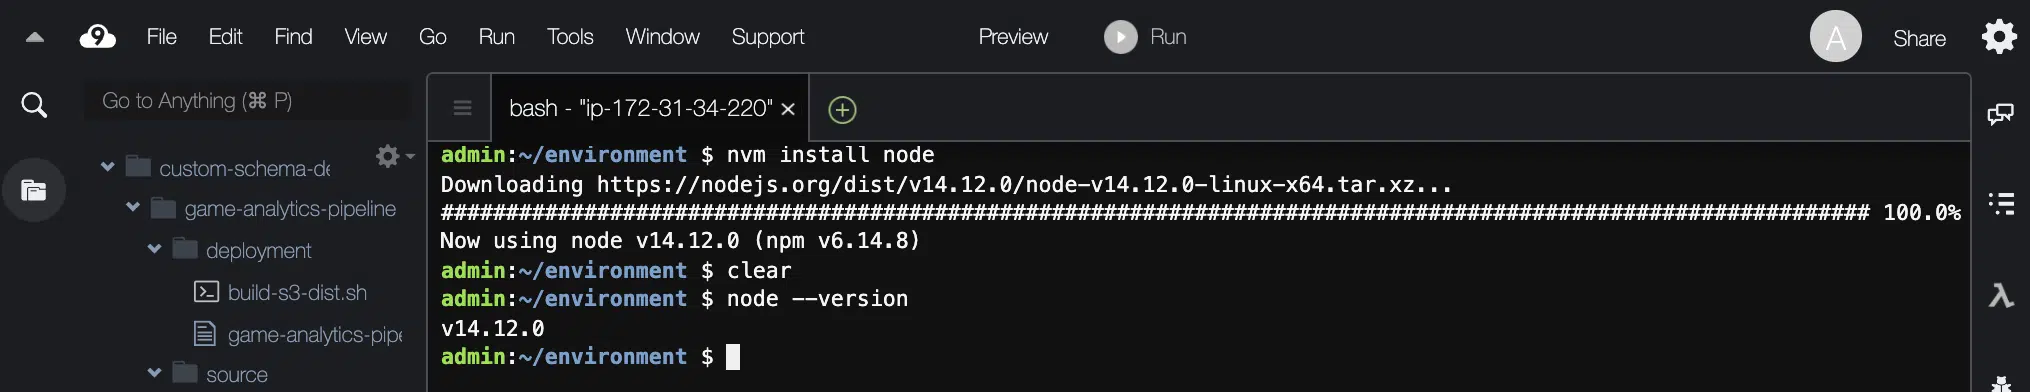 9 File Edit Find View Go Run Tools Window Support Preview Run A Share
Go to Anything (⌘ P)
bash - "ip-172-31-34-220"
custom-schema-de
game-analytics-pipeline
deployment
build-s3-dist.sh
game-analytics-pipe
source
admin:~/environment $ nvm install node
Downloading https://nodejs.org/dist/v14.12.0/node-v14.12.0-linux-x64.tar.xz...
############################################################################################################## 100.0%
Now using node v14.12.0 (npm v6.14.8)
admin:~/environment $ clear
admin:~/environment $ node --version
v14.12.0
admin:~/environment $